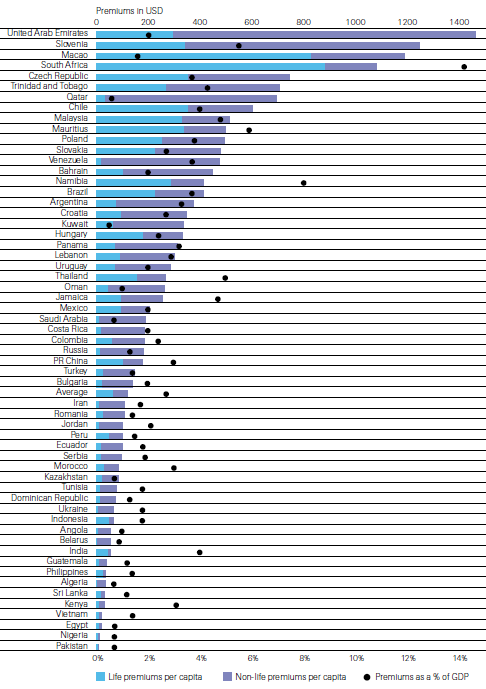 Premiums in USD
0 200 400 600 800 1000 1200 1400
United Arab Emirates
Slovenia
Macao
South Africa
Czech Republic
Trinidad and Tobago
Qatar
Chile
Malaysia
Mauritius
Poland
Slovakia
Venezuela
Bahrain
Namibia
Brazil
Argentina
Croatia
Kuwait
Hungary
Panama
Lebanon
Uruguay
Thailand
Oman
Jamaica
Mexico
Saudi Arabia
Costa Rica
Colombia
Russia
PR China
Turkey
Bulgaria
Average
Iran
Romania
Jordan
Peru
Ecuador
Serbia
Morocco
Kazakhstan
Tunisia
Dominican Republic
Ukraine
Indonesia
Angola
Belarus
India
Guatemala
Philippines
Algeria
Sri Lanka
Kenya
Vietnam
Egypt
Nigeria
Pakistan
0% 2% 4% 6% 8% 10% 12% 14%
Life premiums per capita Non-life premiums per capita Premiums as a % of GDP